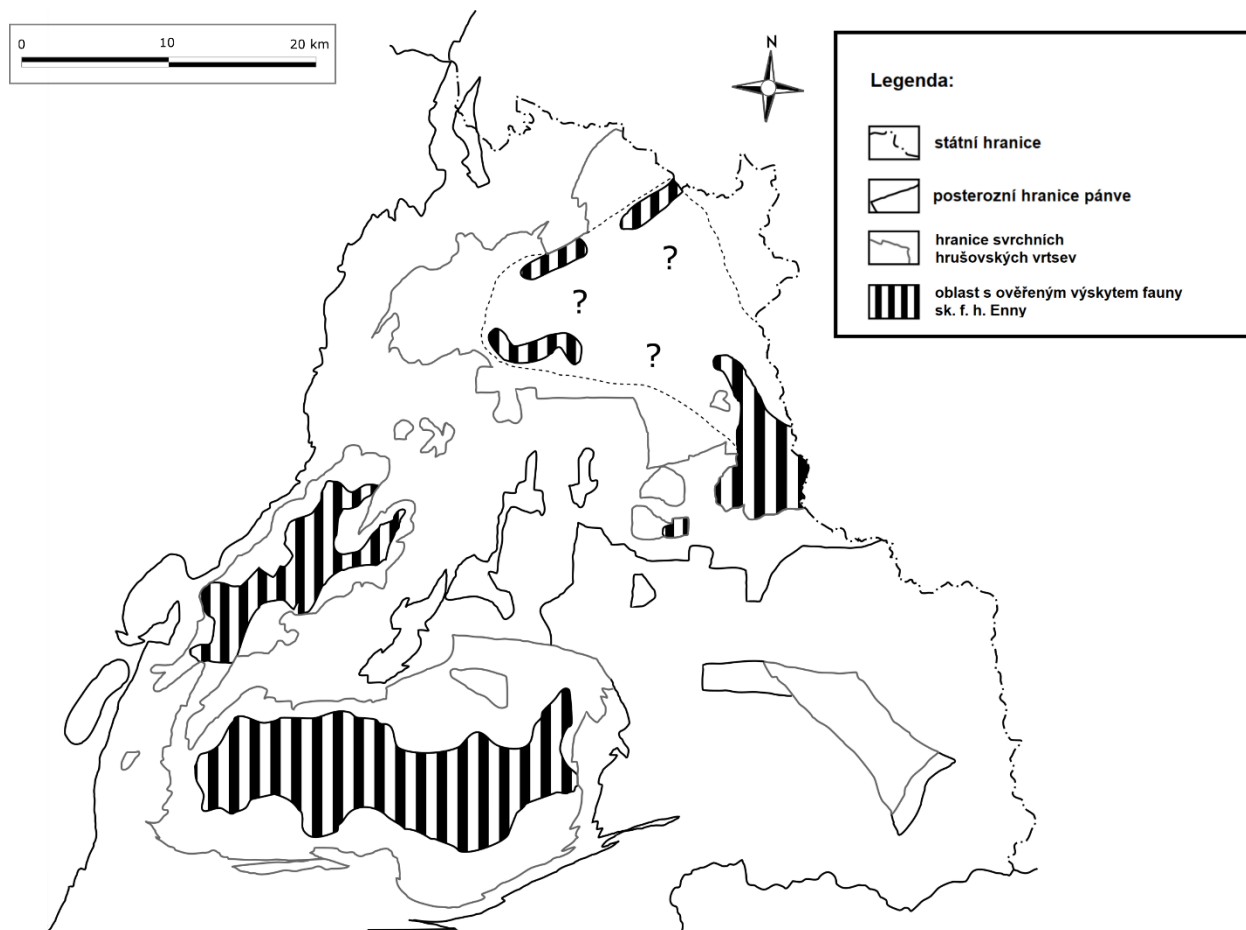 0 10 20 km
N
Legenda:
státní hranice
posterozní hranice pánve
hranice svrchních
hrušovských vrtsev
oblast s ověřeným výskytem fauny
sk. f. h. Enny
?
?
?